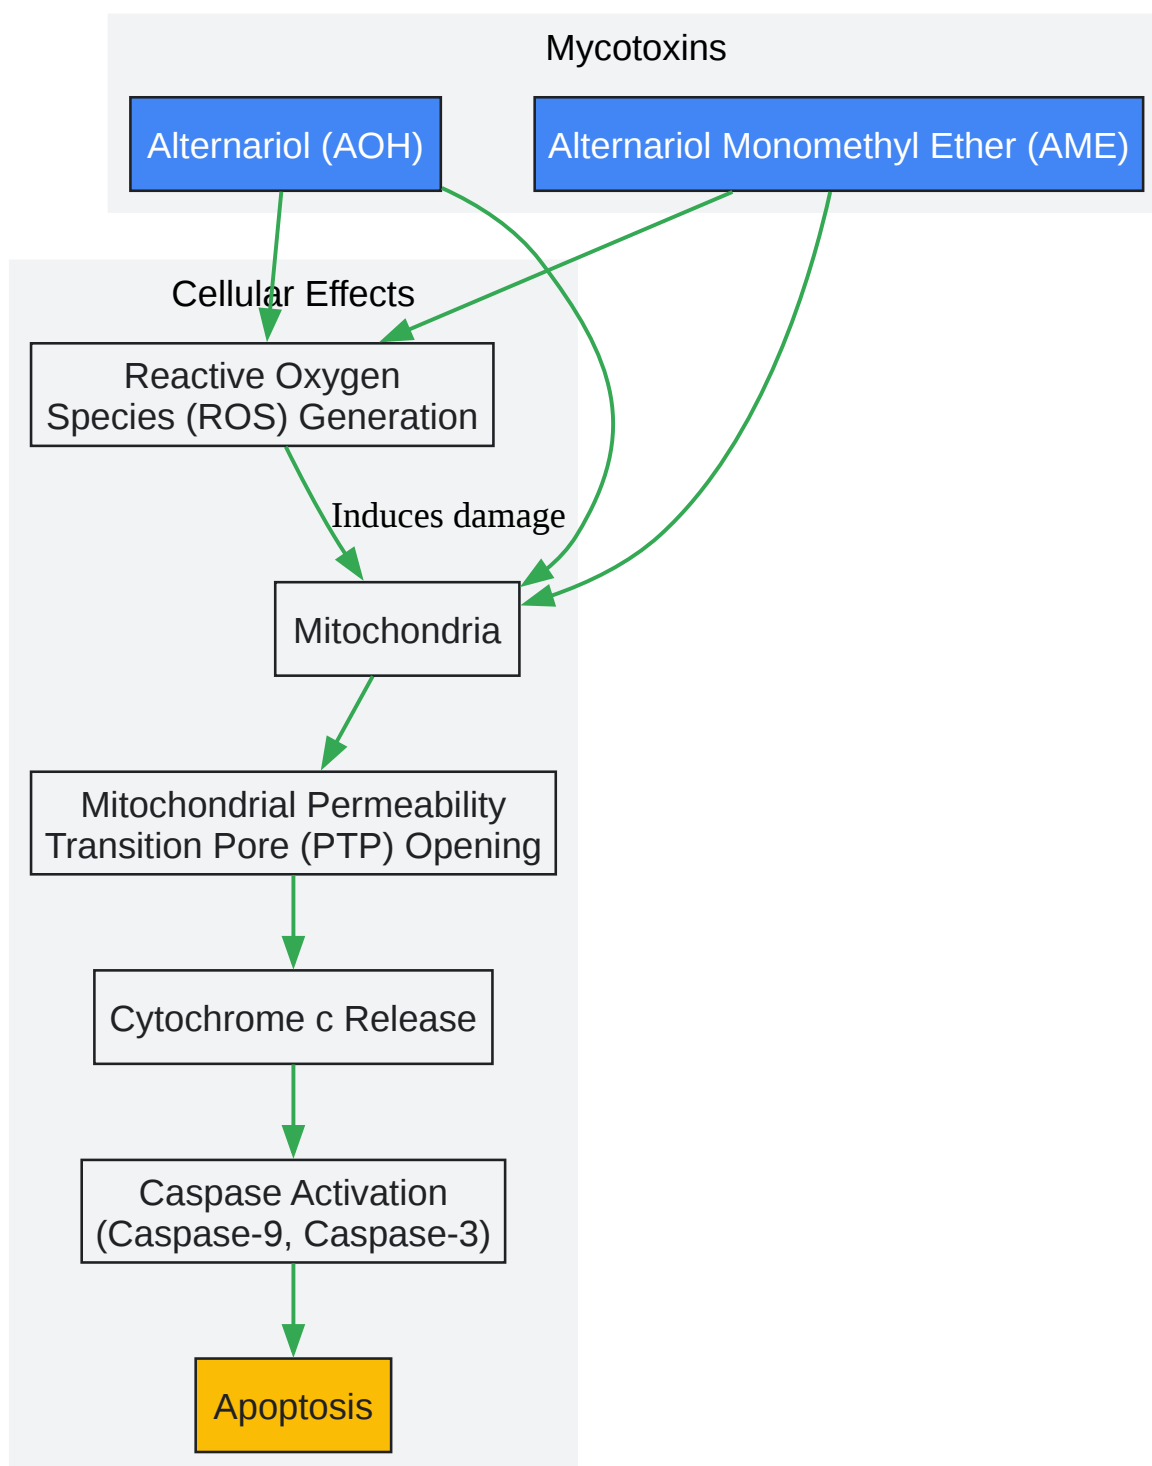 Mycotoxins
Alternariol (AOH)
Alternariol Monomethyl Ether (AME)
Cellular Effects
Reactive Oxygen
Species (ROS) Generation
Induces damage
Mitochondria
Mitochondrial Permeability
Transition Pore (PTP) Opening
Cytochrome c Release
Caspase Activation
(Caspase-9, Caspase-3)
Apoptosis